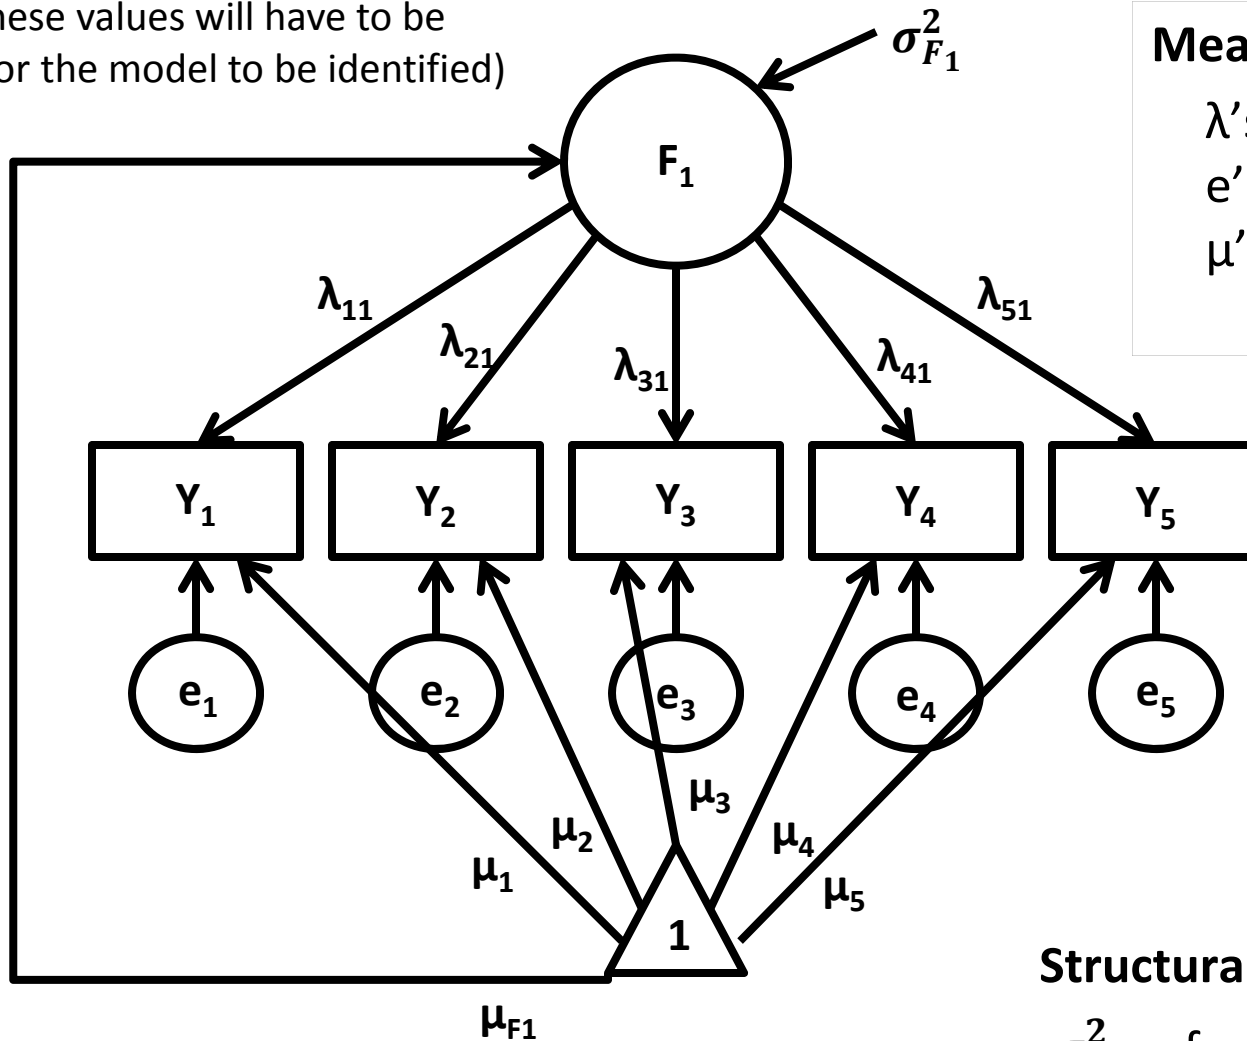 hese values will have to be
or the model to be identified)
σ²F₁
Mea
λ’s
e’
μ’
F₁
λ₁₁
λ₂₁
λ₃₁
λ₄₁
λ₅₁
Y₁
Y₂
Y₃
Y₄
Y₅
e₁
e₂
e₃
e₄
e₅
μ₁
μ₂
μ₃
μ₄
μ₅
1
Structura
μF1